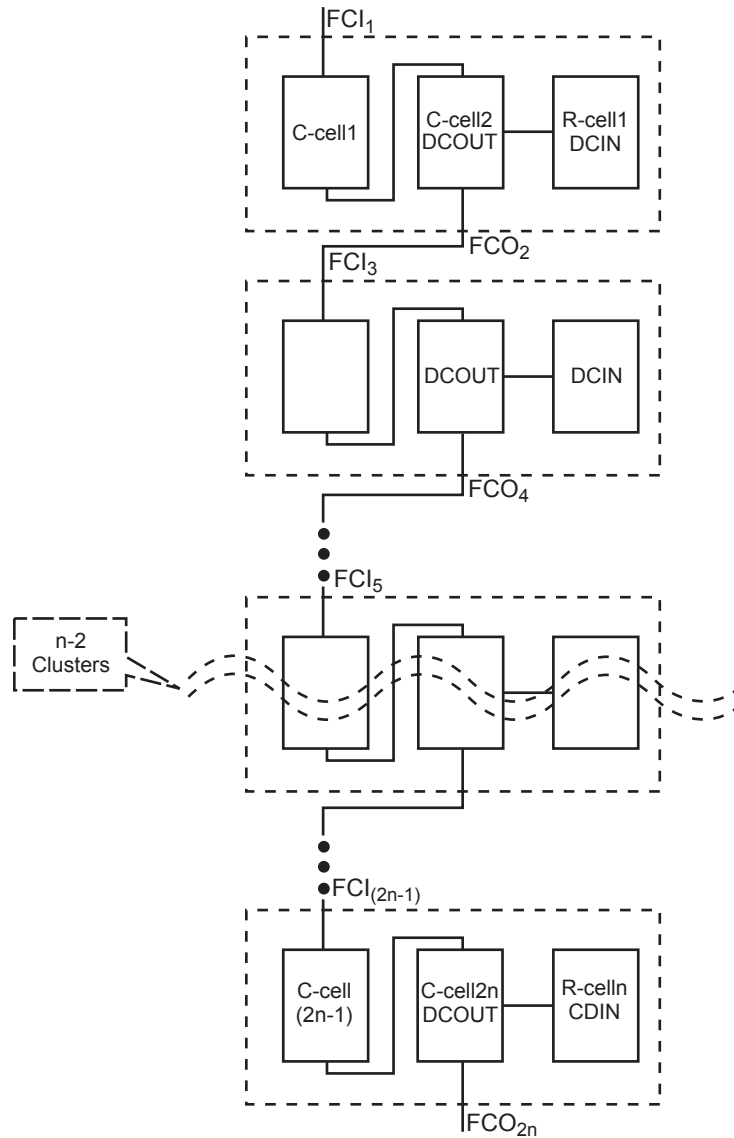 FCI1
C-cell1
C-cell2
DCOUT
R-cell1
DCIN
FCO2
FCI3
DCOUT
DCIN
FCO4
FCI5
n-2
Clusters
FCI(2n-1)
C-cell
(2n-1)
C-cell2n
DCOUT
R-celln
CDIN
FCO2n